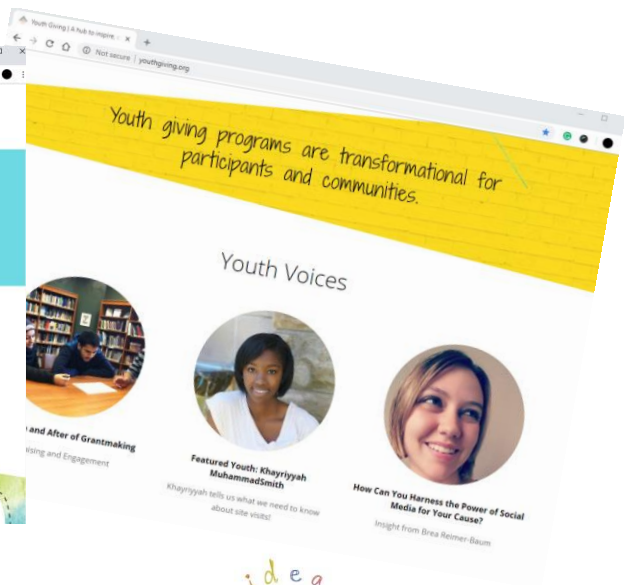 Youth Giving | A hub to inspire,
Not secure | youthgiving.org
Youth giving programs are transformational for
participants and communities.
Youth Voices
and After of Grantmaking
and Engagement
Featured Youth: Khayriyyah
MuhammadSmith
Khayriyyah tells us what we need to know
about site visits!
How Can You Harness the Power of Social
Media for Your Cause?
Insight from Brea Reimer-Baum
idea